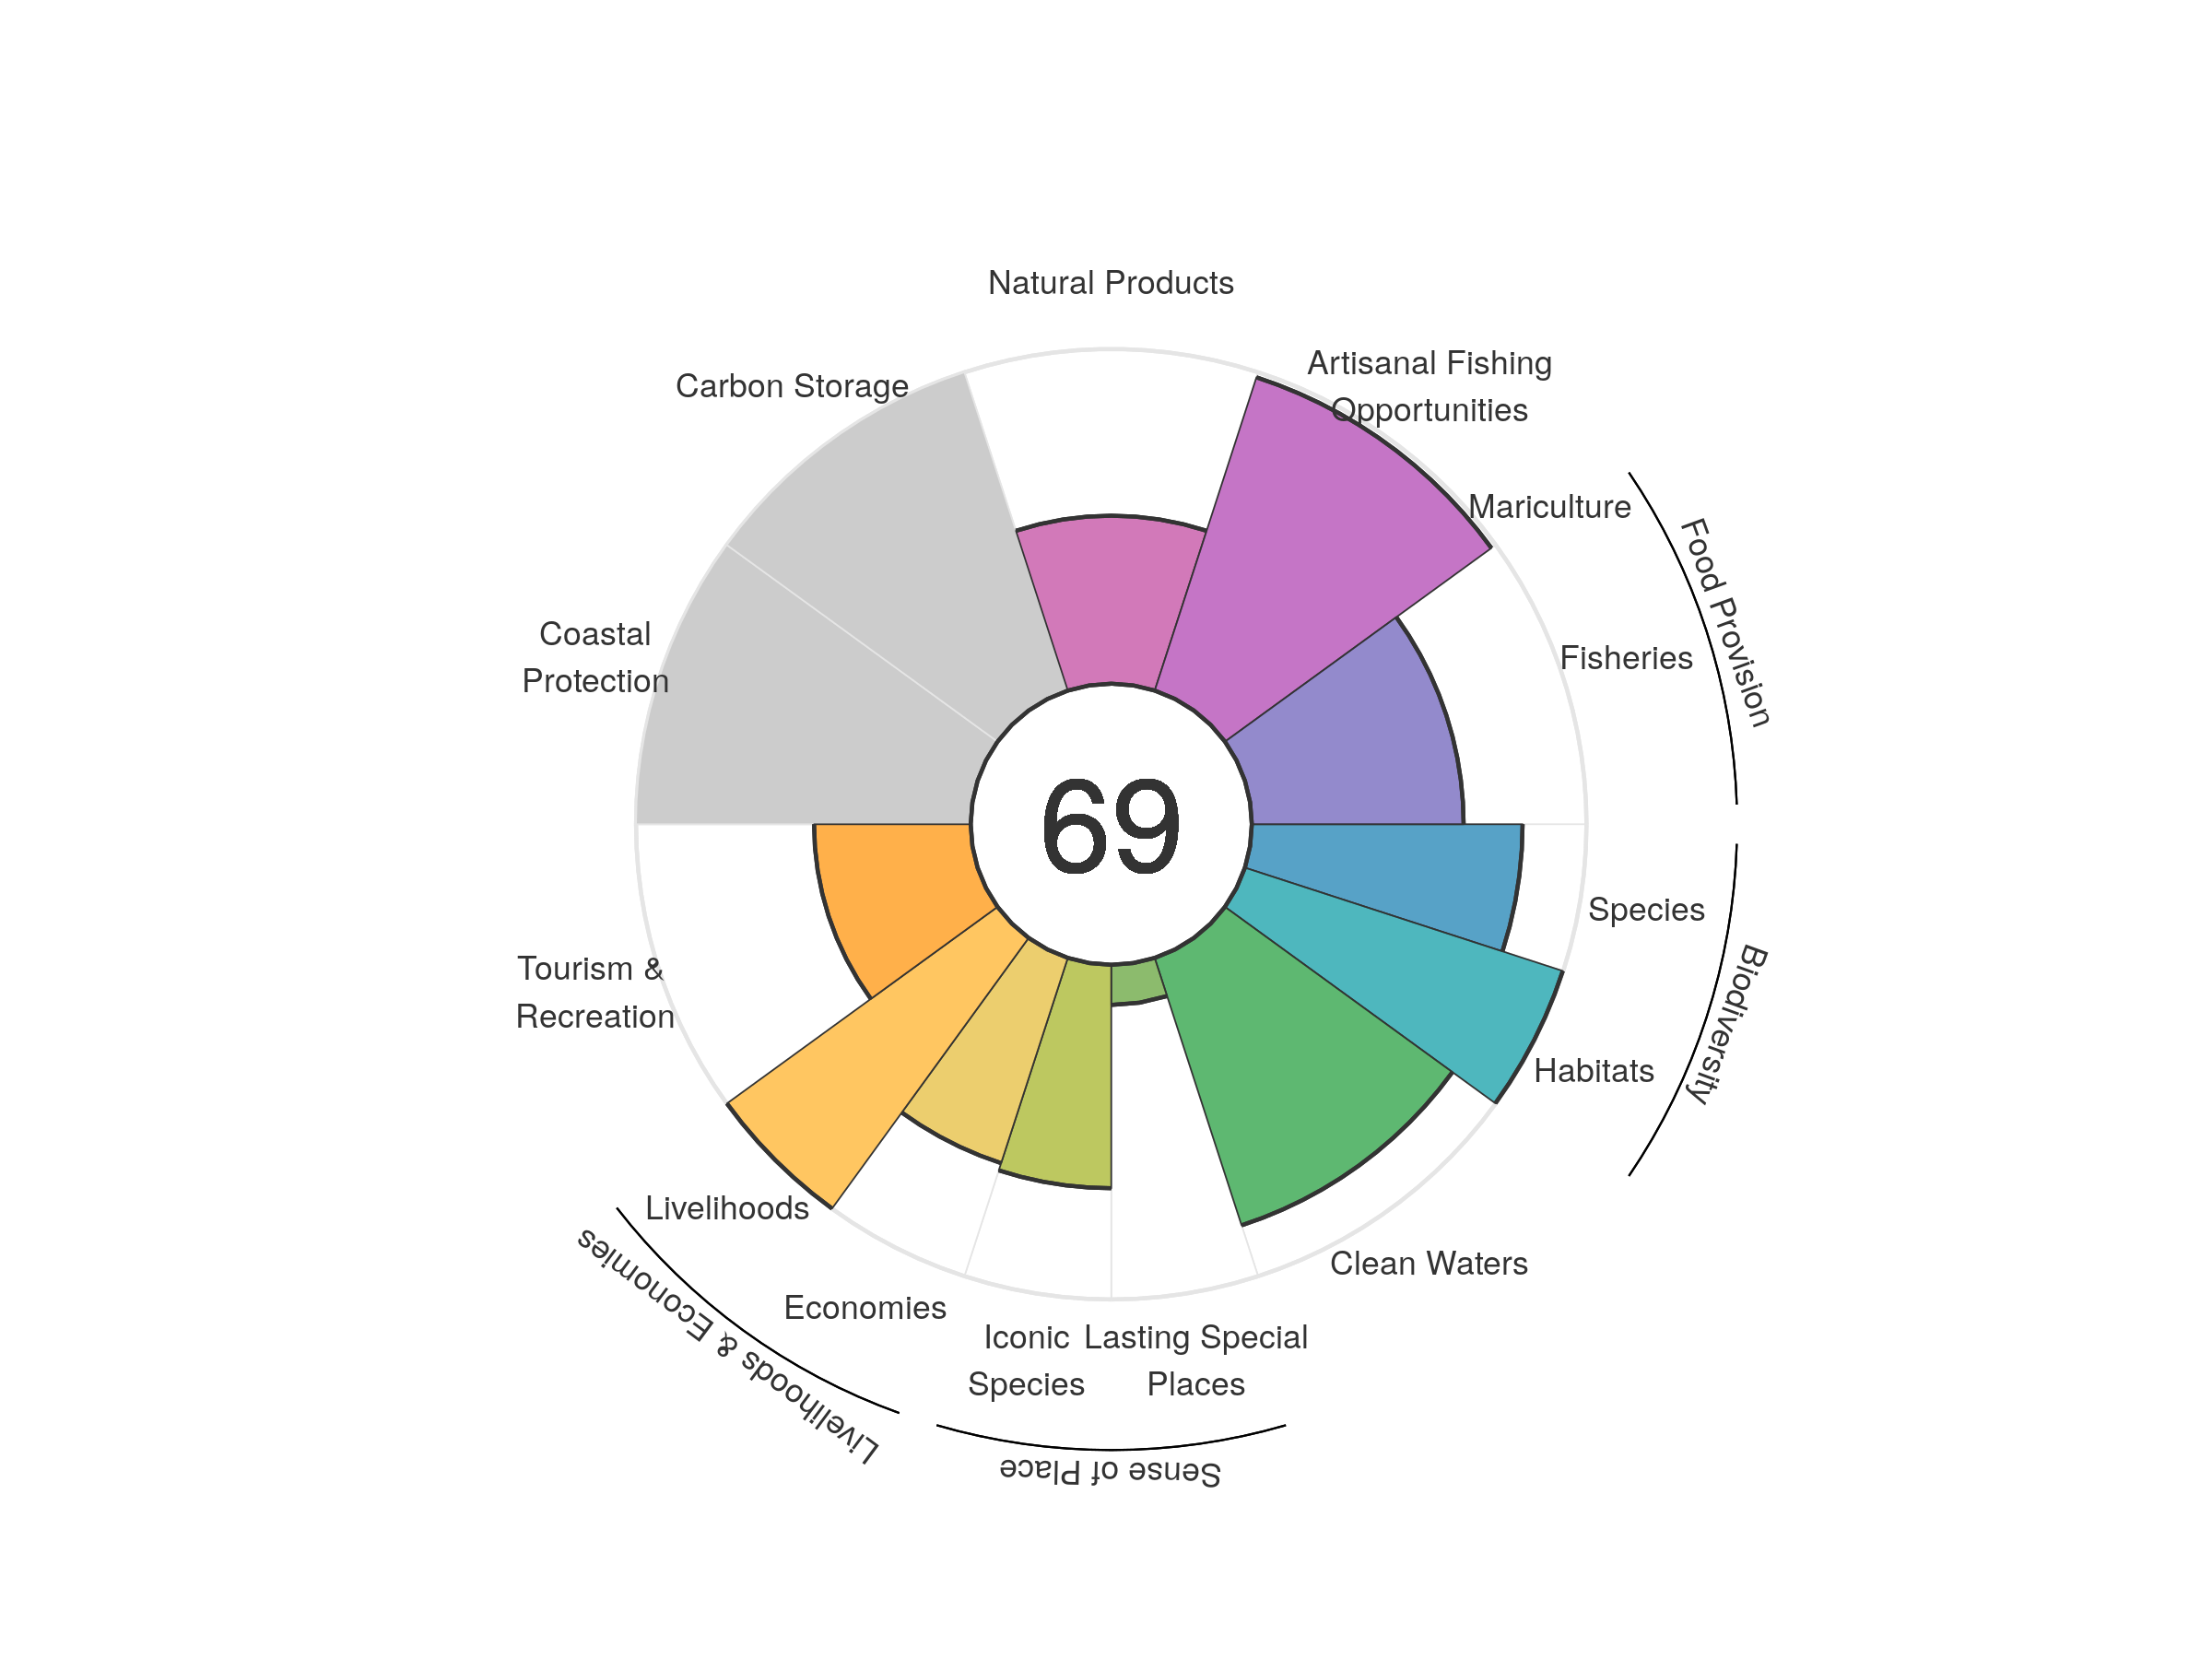 Natural Products
Artisanal Fishing
Opportunities
Carbon Storage
Mariculture
Food Provision
Coastal
Protection
Fisheries
69
Species
Biodiversity
Tourism &
Recreation
Habitats
Livelihoods
Clean Waters
Livelihoods & Economies
Economies
Iconic
Species
Lasting Special
Places
Sense of Place